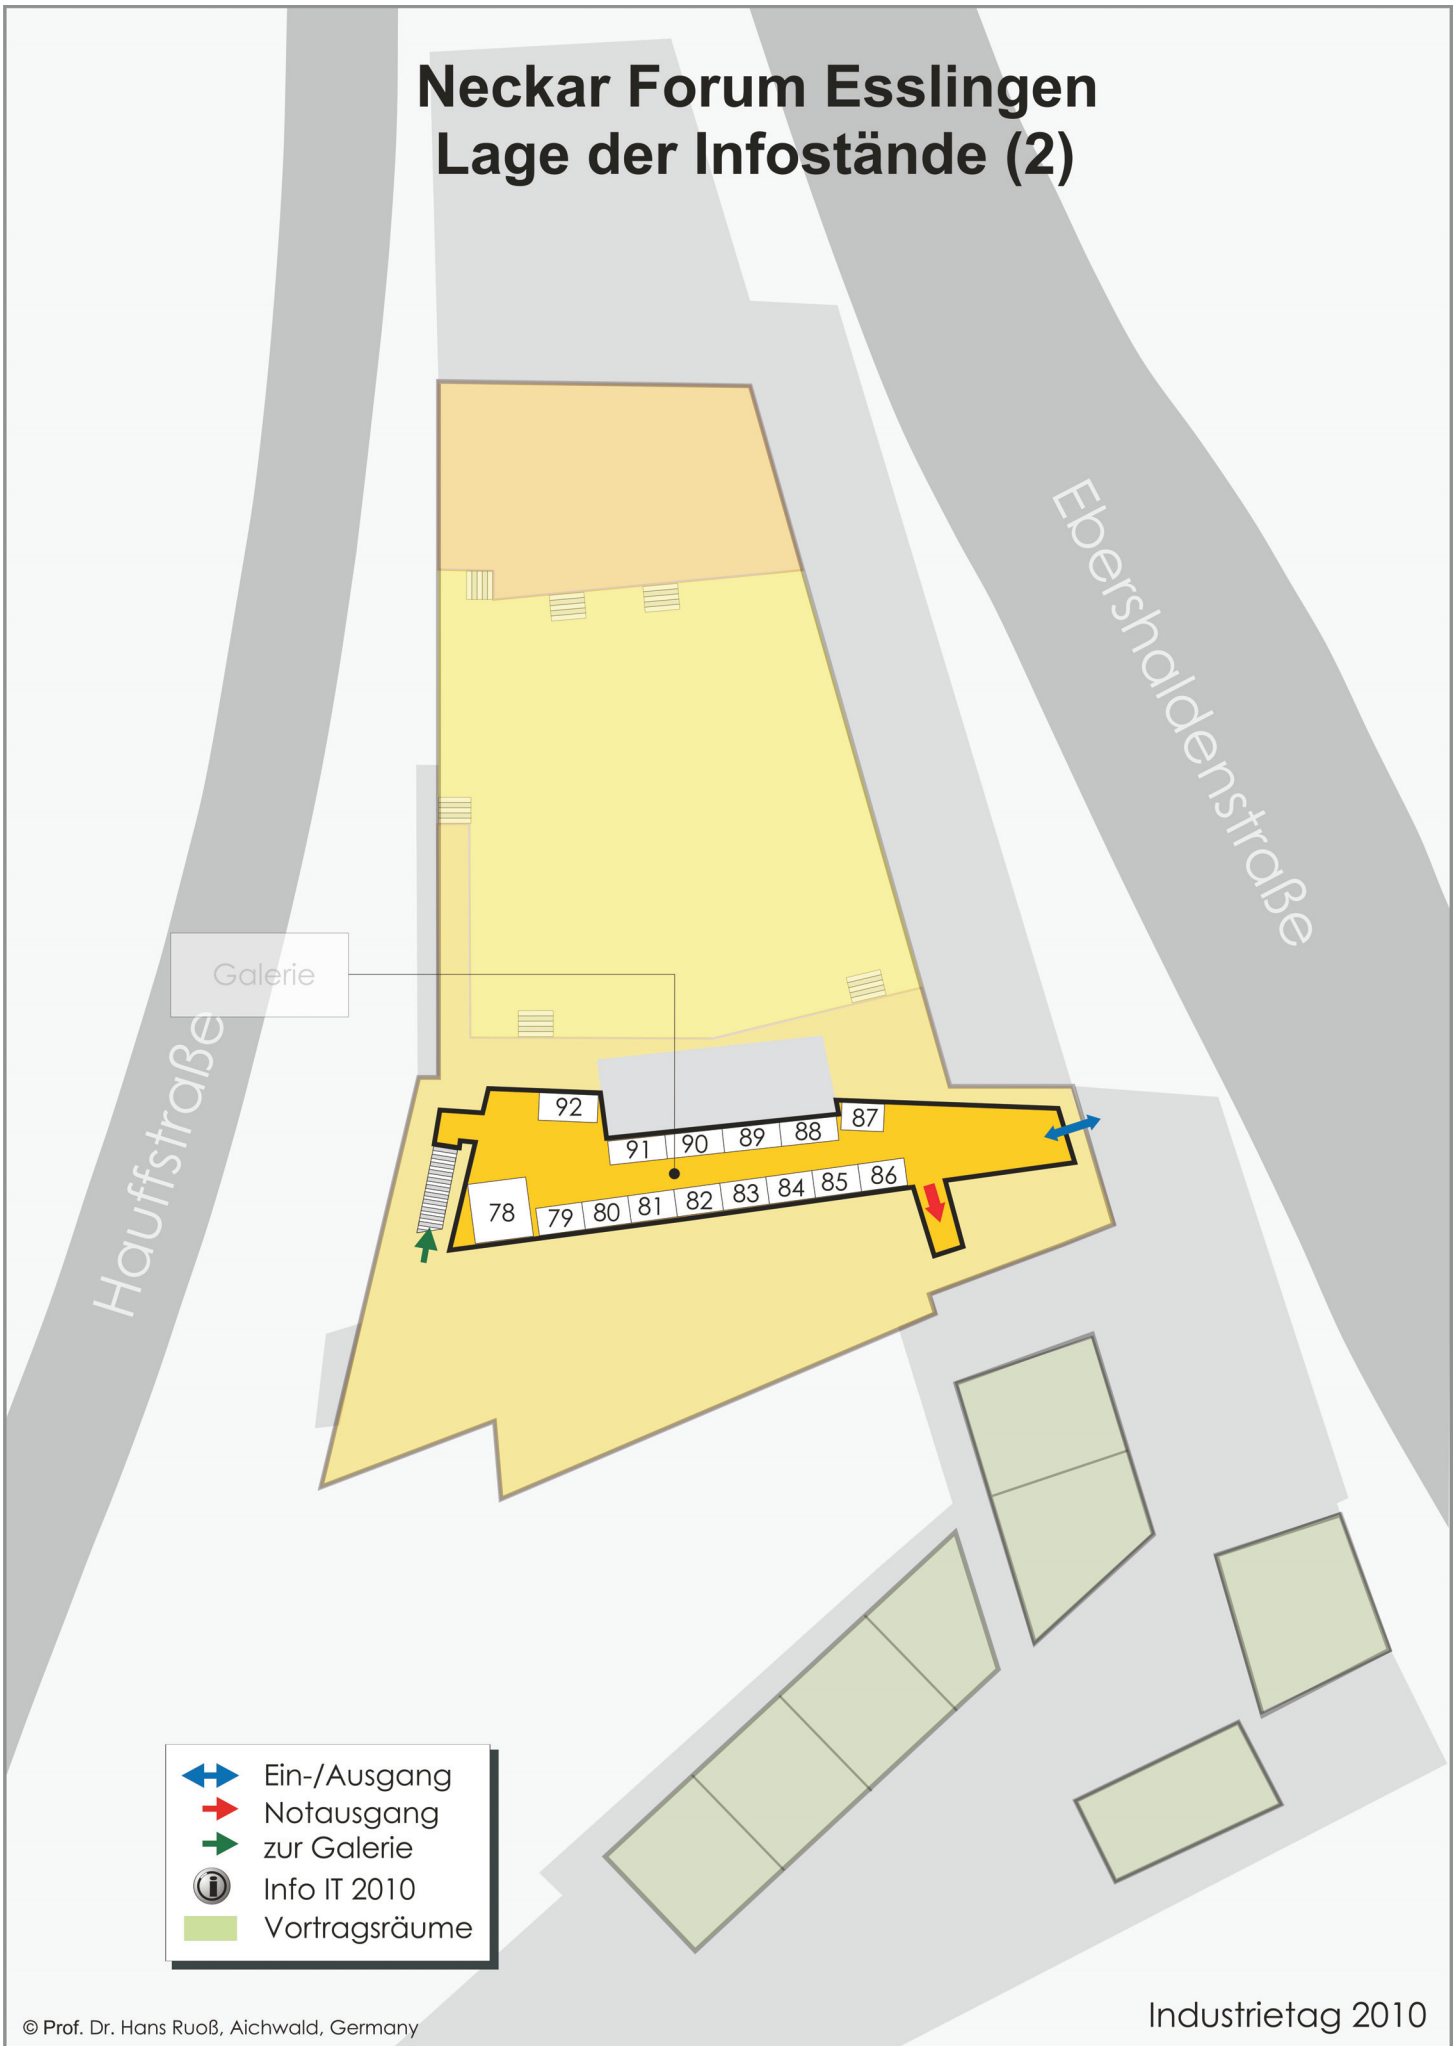 Neckar Forum Esslingen
Lage der Infostände (2)
Ebershaldenstraße
Galerie
Hauffstraße
92
87
91 90 89 88
78 79 80 81 82 83 84 85 86
Ein-/Ausgang
Notausgang
zur Galerie
i Info IT 2010
Vortragsräume
© Prof. Dr. Hans Ruoß, Aichwald, Germany
Industrietag 2010